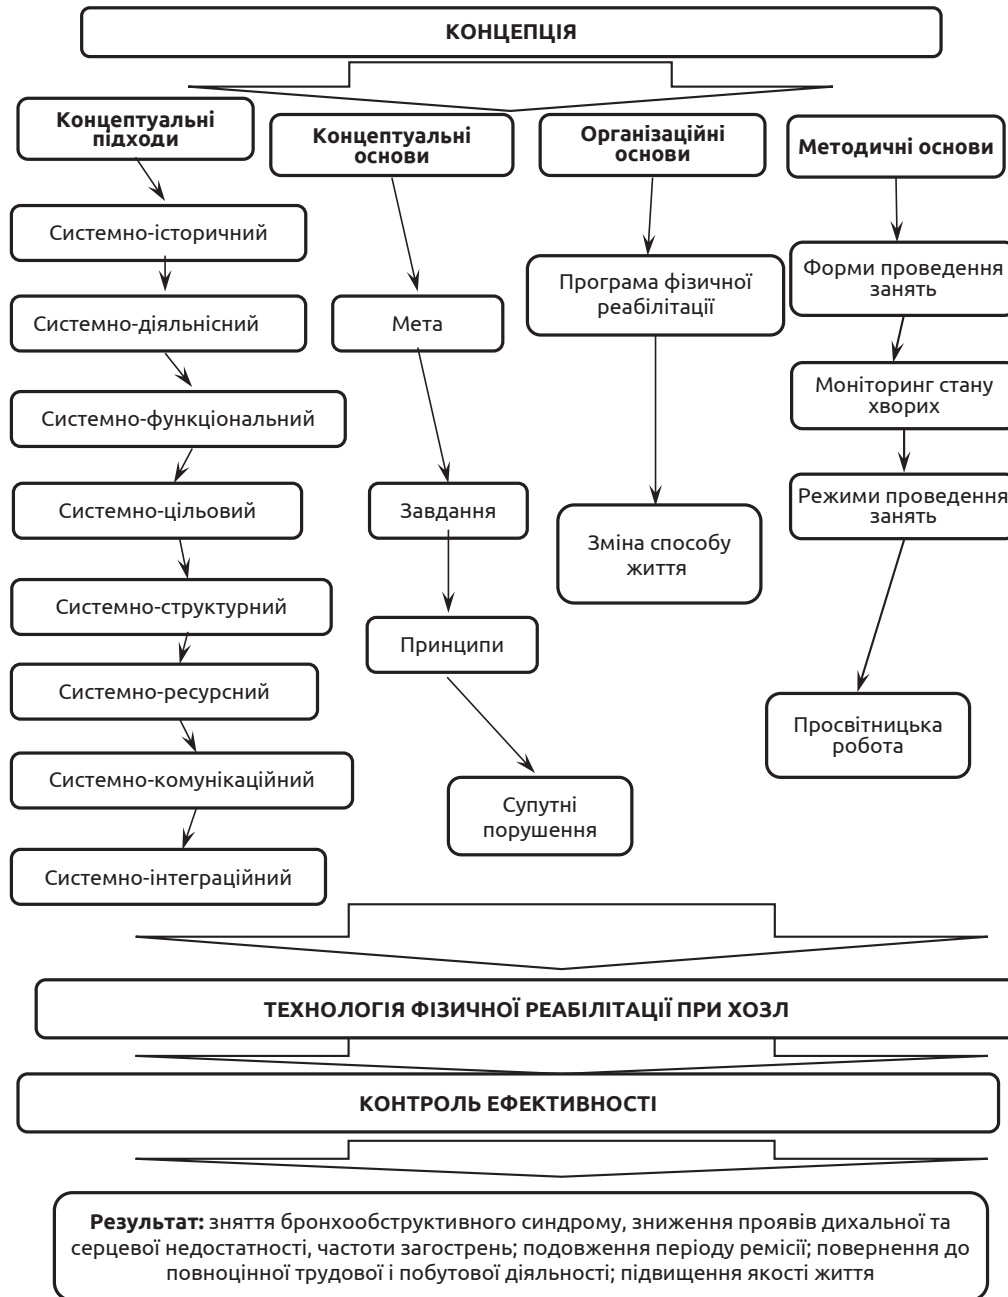 КОНЦЕПЦІЯ
Концептуальні
підходи
Системно-історичний
Системно-діяльнісний
Системно-функціональний
Системно-цільовий
Системно-структурний
Системно-ресурсний
Системно-комунікаційний
Системно-інтеграційний
Концептуальні
основи
Мета
Завдання
Принципи
Супутні
порушення
Організаційні
основи
Програма фізичної
реабілітації
Зміна способу
життя
Методичні основи
Форми проведення
занять
Моніторинг стану
хворих
Режими проведення
занять
Просвітницька
робота
ТЕХНОЛОГІЯ ФІЗИЧНОЇ РЕАБІЛІТАЦІЇ ПРИ ХОЗЛ
КОНТРОЛЬ ЕФЕКТИВНОСТІ
Результат: зняття бронхообструктивного синдрому, зниження проявів дихальної та
серцевої недостатності, частоти загострень; подовження періоду ремісії; повернення до
повноцінної трудової і побутової діяльності; підвищення якості життя